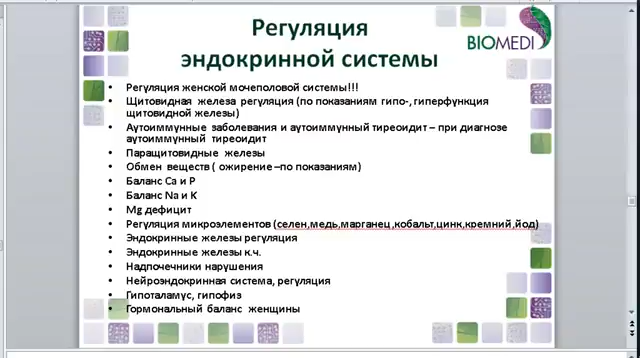 Регуляция
эндокринной системы
BIOMEDI
• Регуляция женской мочеполовой системы!!!
• Щитовидная железа регуляция (по показаниям гипо-, гиперфункция
щитовидной железы)
• Аутоиммунные заболевания и аутоиммунный тиреоидит – при диагнозе
аутоиммунный тиреоидит
• Паращитовидные железы
• Обмен веществ ( ожирение –по показаниям)
• Баланс Са и Р
• Баланс Na и K
• Mg дефицит
• Регуляция микроэлементов (селен,медь,марганец,кобальт,цинк,кремний,йод)
• Эндокринные железы регуляция
• Эндокринные железы к.ч.
• Надпочечники нарушения
• Нейроэндокринная система, регуляция
• Гипоталамус, гипофиз
• Гормональный баланс женщины